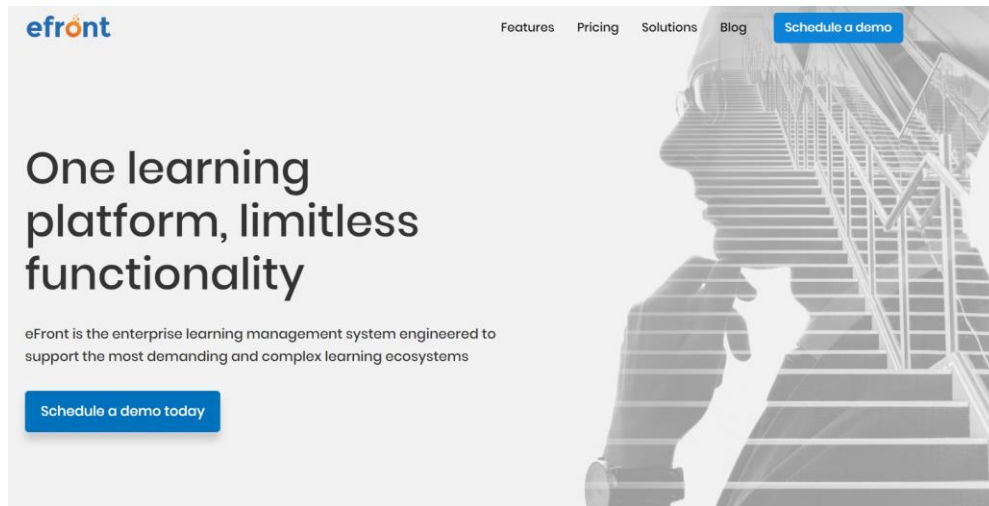 efront
Features Pricing Solutions Blog Schedule a demo
One learning
platform, limitless
functionality
eFront is the enterprise learning management system engineered to
support the most demanding and complex learning ecosystems
Schedule a demo today